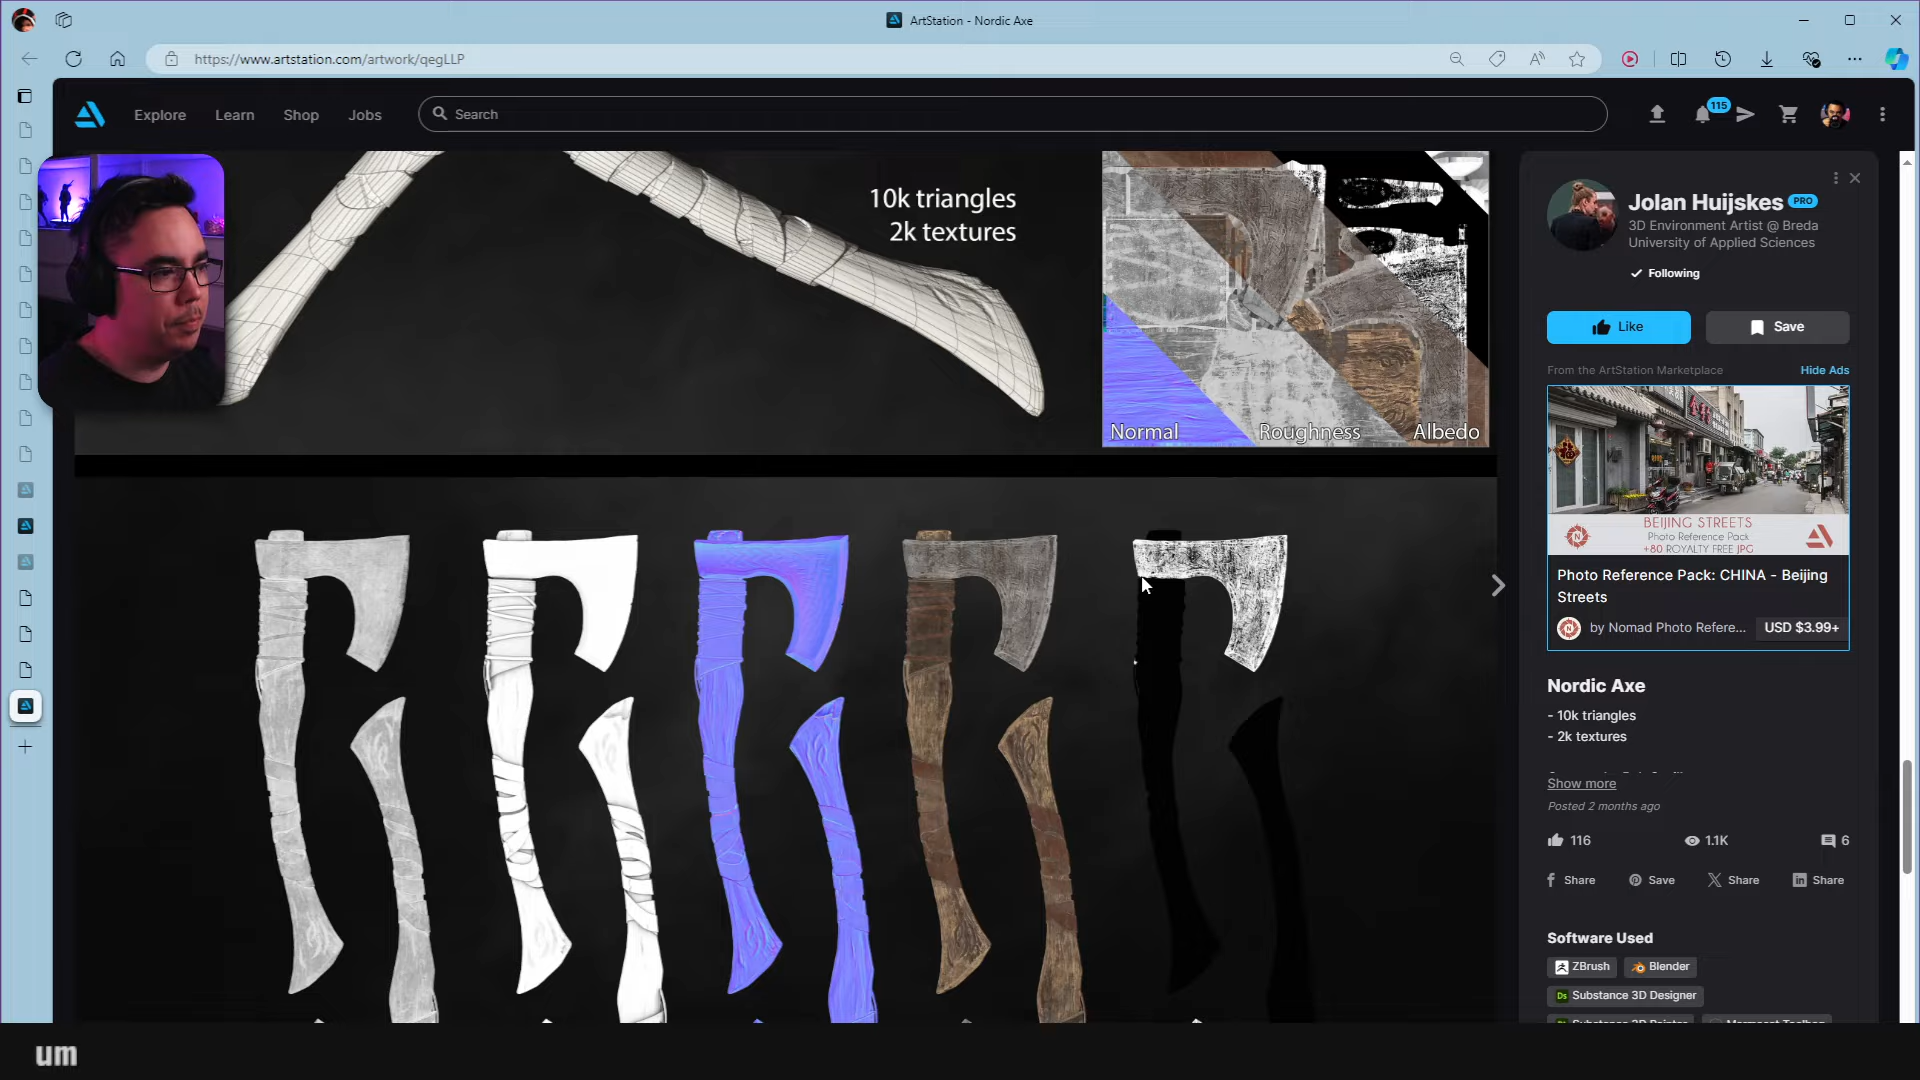 ArtStation - Nordic Axe
https://www.artstation.com/artwork/qegLLP
Explore
Learn
Shop
Jobs
Search
115
10k triangles
2k textures
Normal
Roughness
Albedo
Jolan Huijskes PRO
3D Environment Artist @ Breda
University of Applied Sciences
Following
Like
Save
From the ArtStation Marketplace
Hide Ads
BEIJING STREETS
Photo Reference Pack
+80 ROYALTY FREE JPG
Photo Reference Pack: CHINA - Beijing
Streets
by Nomad Photo Refere...
USD $3.99+
Nordic Axe
- 10k triangles
- 2k textures
Show more
Posted 2 months ago
116
1.1K
6
Share
Save
Share
Share
Software Used
ZBrush
Blender
Ds Substance 3D Designer
um